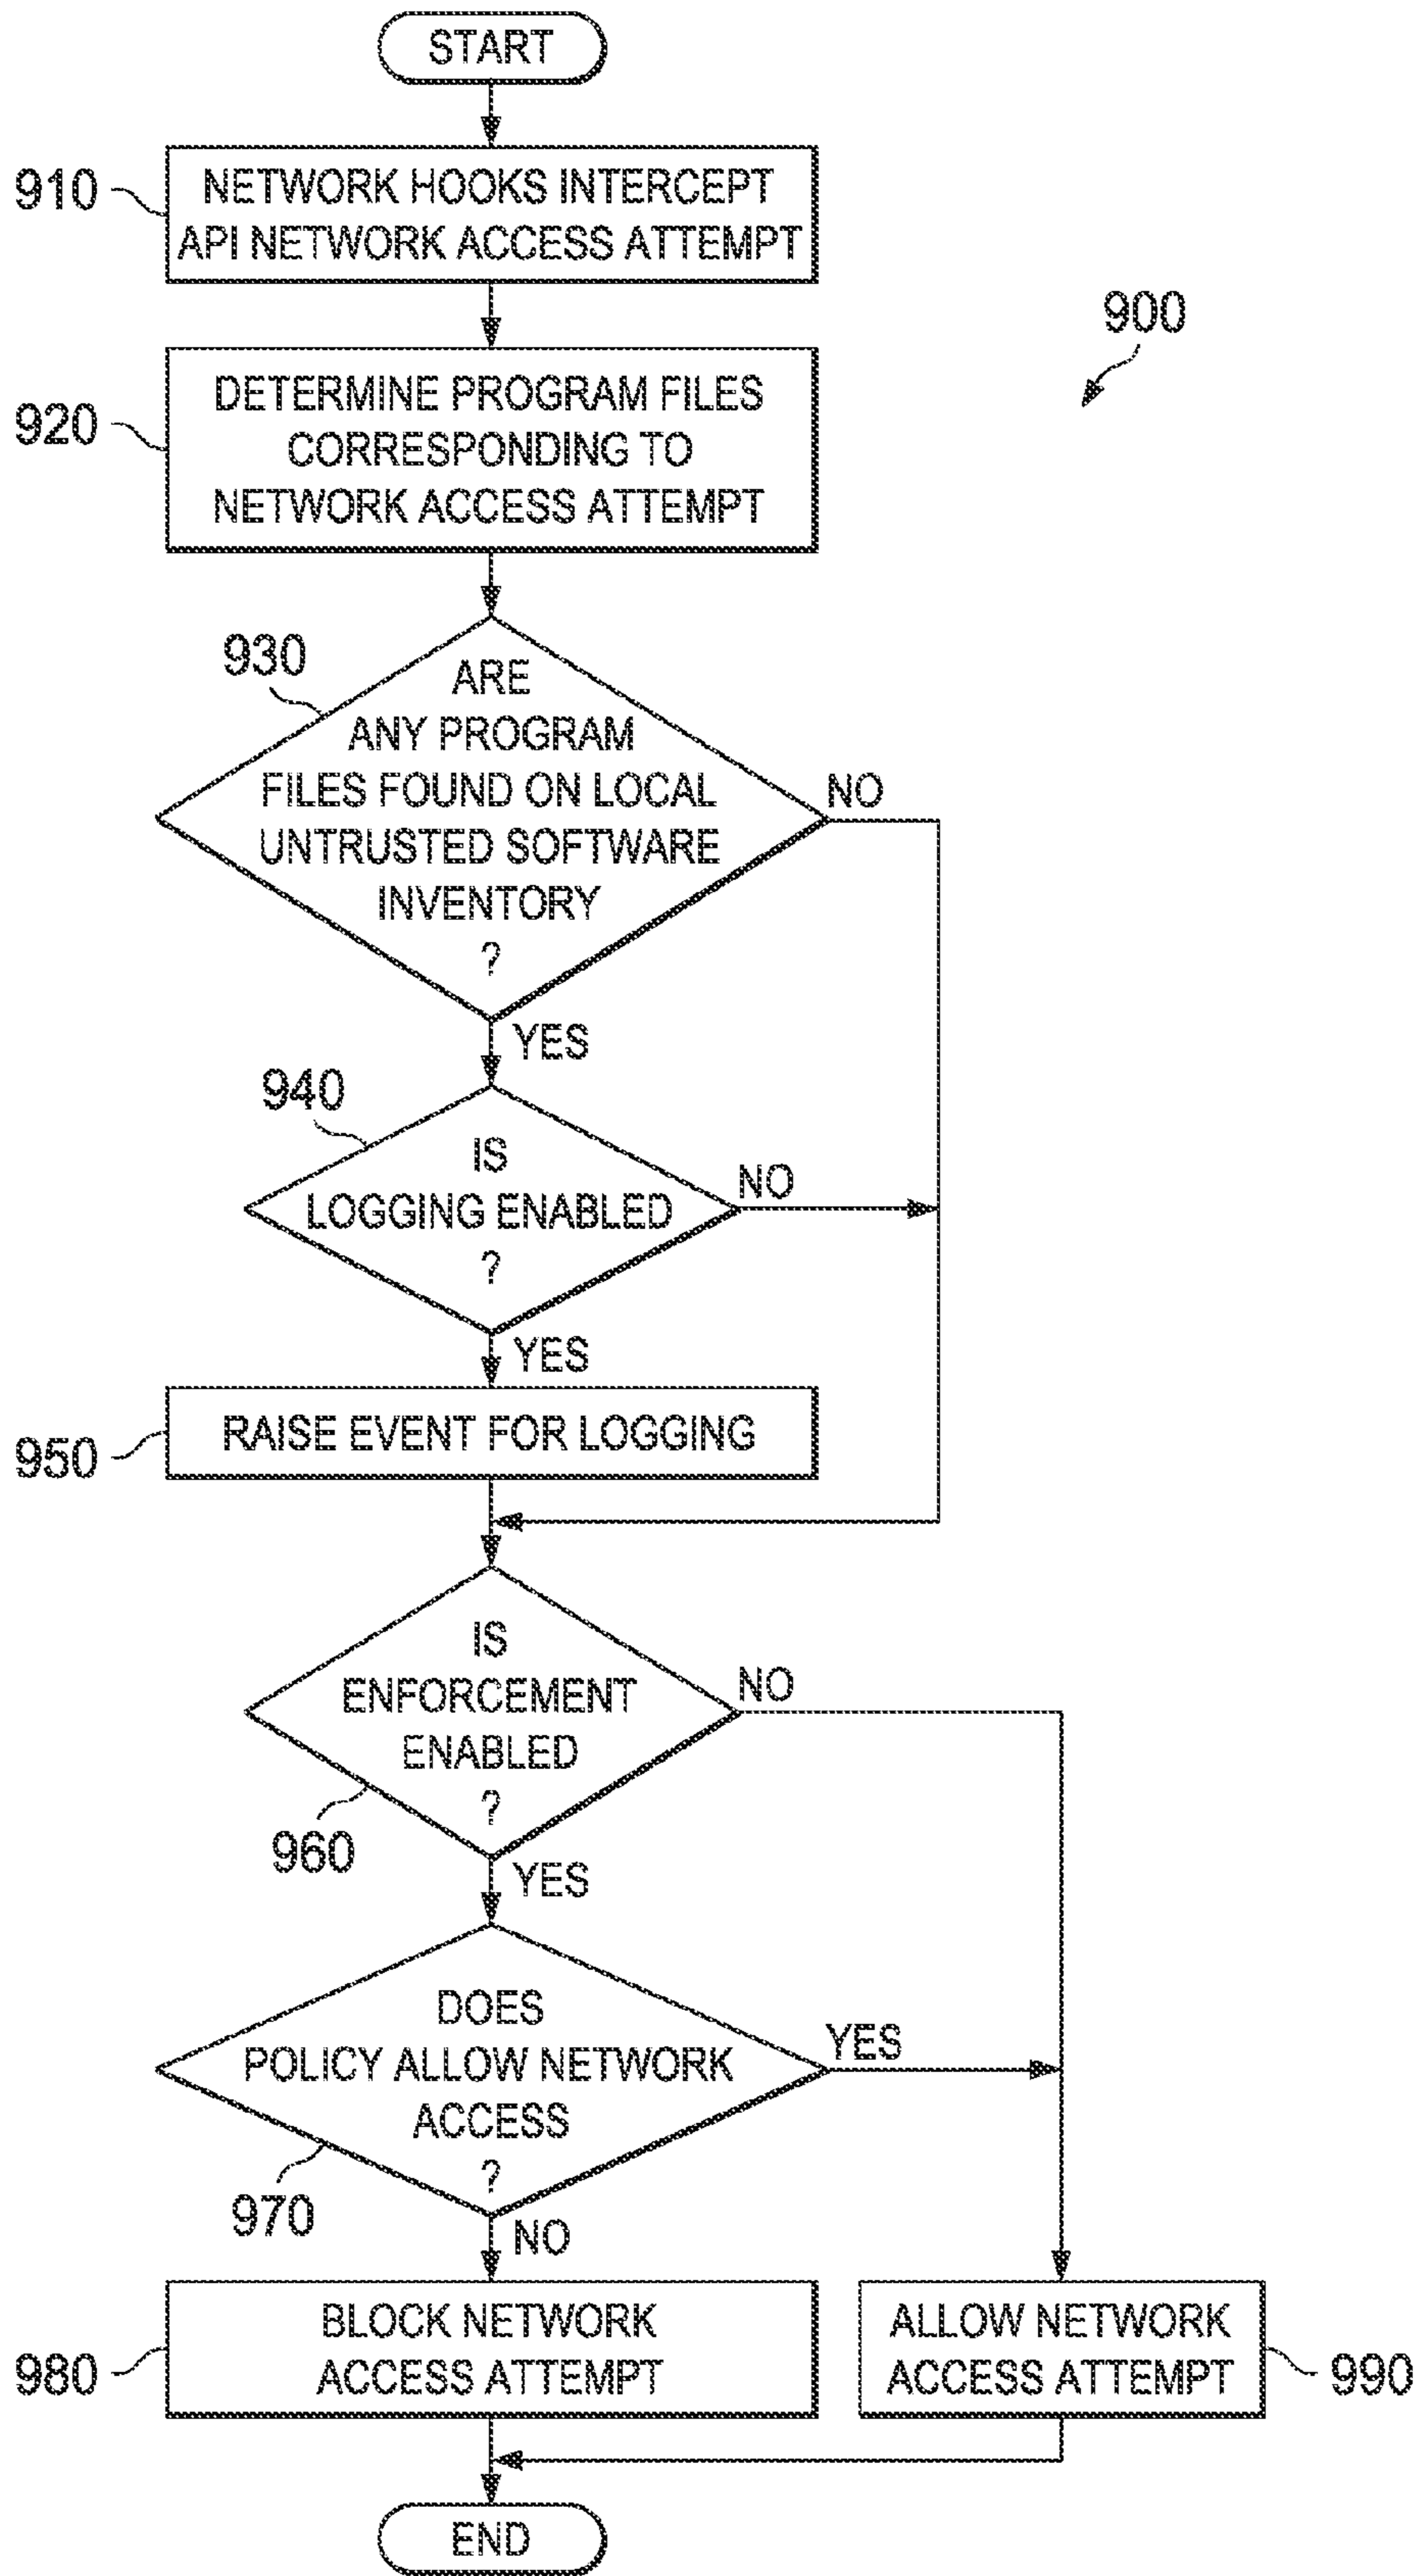 START
910
NETWORK HOOKS INTERCEPT
API NETWORK ACCESS ATTEMPT
900
920
DETERMINE PROGRAM FILES
CORRESPONDING TO
NETWORK ACCESS ATTEMPT
930
ARE
ANY PROGRAM
FILES FOUND ON LOCAL
UNTRUSTED SOFTWARE
INVENTORY
?
NO
YES
940
IS
LOGGING ENABLED
?
NO
YES
950
RAISE EVENT FOR LOGGING
IS
ENFORCEMENT
ENABLED
?
NO
960
YES
DOES
POLICY ALLOW NETWORK
ACCESS
?
YES
970
NO
980
BLOCK NETWORK
ACCESS ATTEMPT
ALLOW NETWORK
ACCESS ATTEMPT
990
END